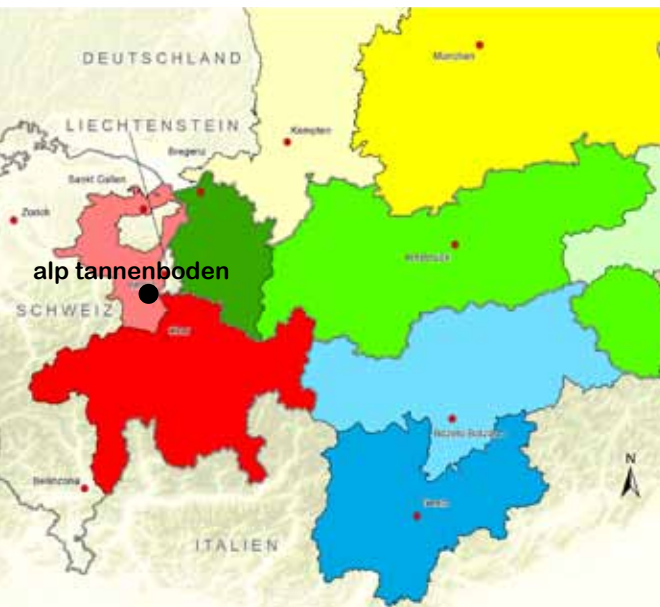 DEUTSCHLAND
München
LIECHTENSTEIN
Kempten
Bregenz
Sankt Gallen
Zürich
alp tannenboden
Innsbruck
SCHWEIZ
Chur
Bozen/Bolzano
Bellinzona
N
Trento
ITALIEN